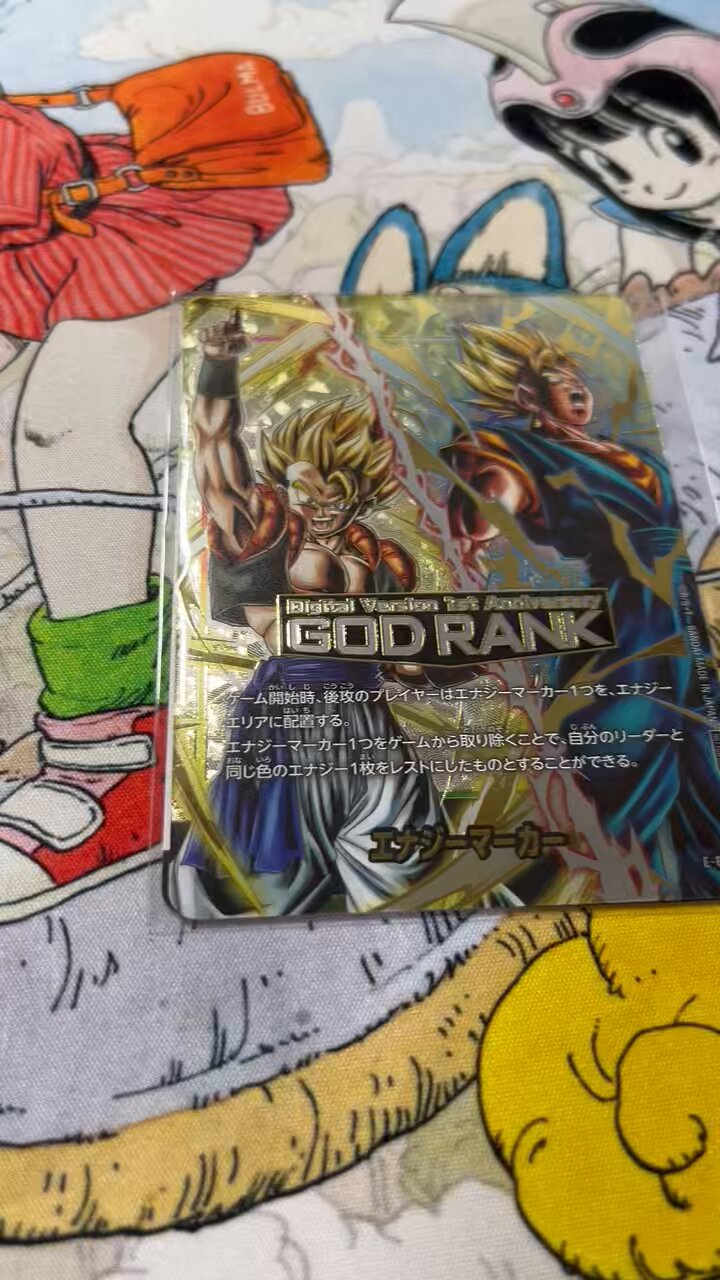 BULMA
Digital Version 1st Anniversary
GOD RANK
ゲーム開始時、後攻のプレイヤーはエナジーマーカー1つを、エナジー
エリアに配置する。
エナジーマーカー1つをゲームから取り除くことで、自分のリーダーと
同じ色のエナジー1枚をレストにしたものとすることができる。
エナジーマーカー
BANDAI MADE IN JAPAN